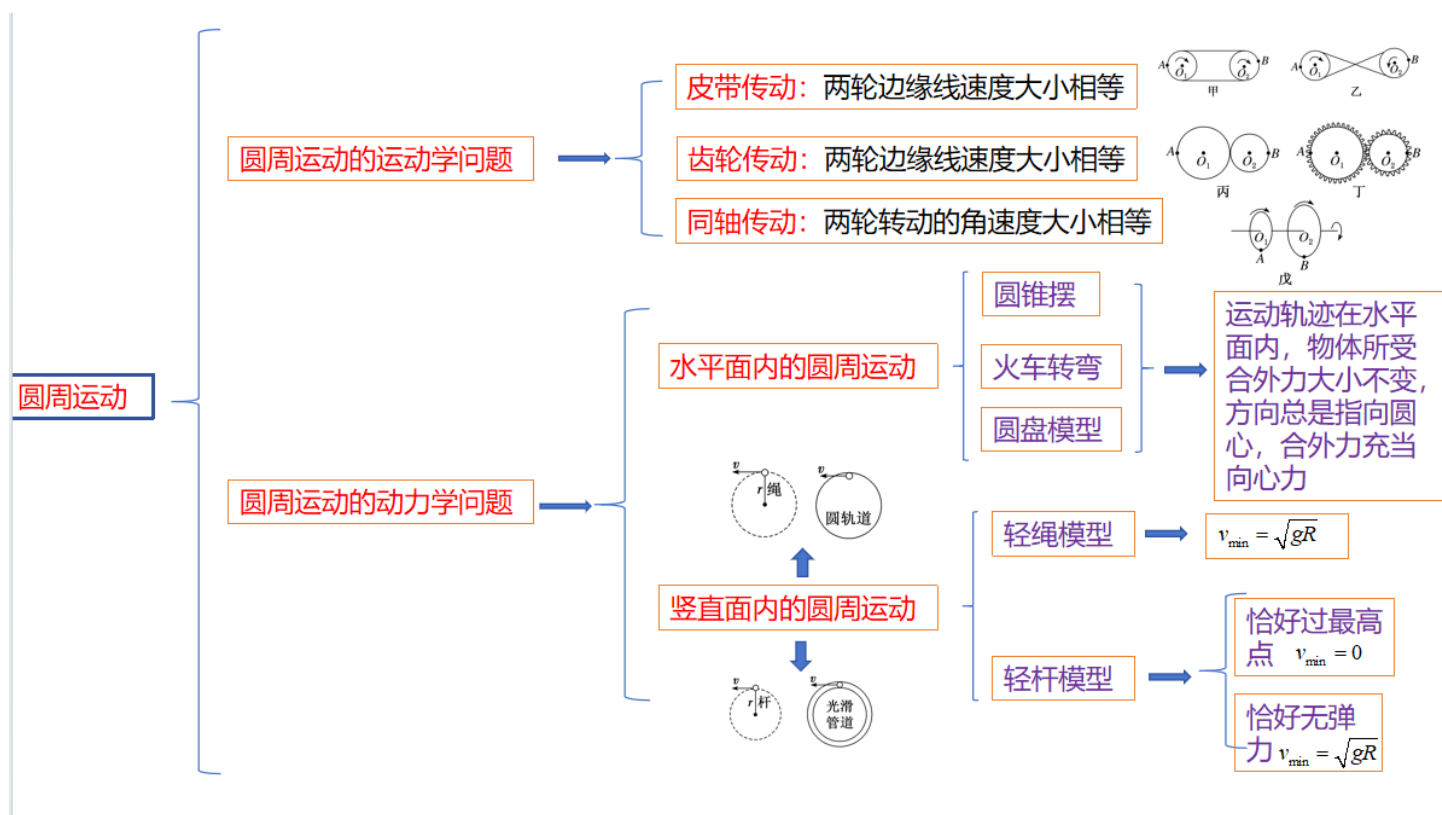 圆周运动
圆周运动的运动学问题
皮带传动：两轮边缘线速度大小相等
A O₁ O₂ B
甲
A O₁ O₂ B
乙
齿轮传动：两轮边缘线速度大小相等
A O₁ O₂ B
丙
A O₁ O₂ B
丁
同轴传动：两轮转动的角速度大小相等
O₁ O₂
A B
戊
圆周运动的动力学问题
水平面内的圆周运动
圆锥摆
火车转弯
圆盘模型
运动轨迹在水平
面内，物体所受
合外力大小不变，
方向总是指向圆
心，合外力充当
向心力
v
r 绳
v
圆轨道
竖直面内的圆周运动
v
r 杆
v
光滑
管道
轻绳模型
v_min = √gR
轻杆模型
恰好过最高
点 v_min = 0
恰好无弹
力 v_min = √gR